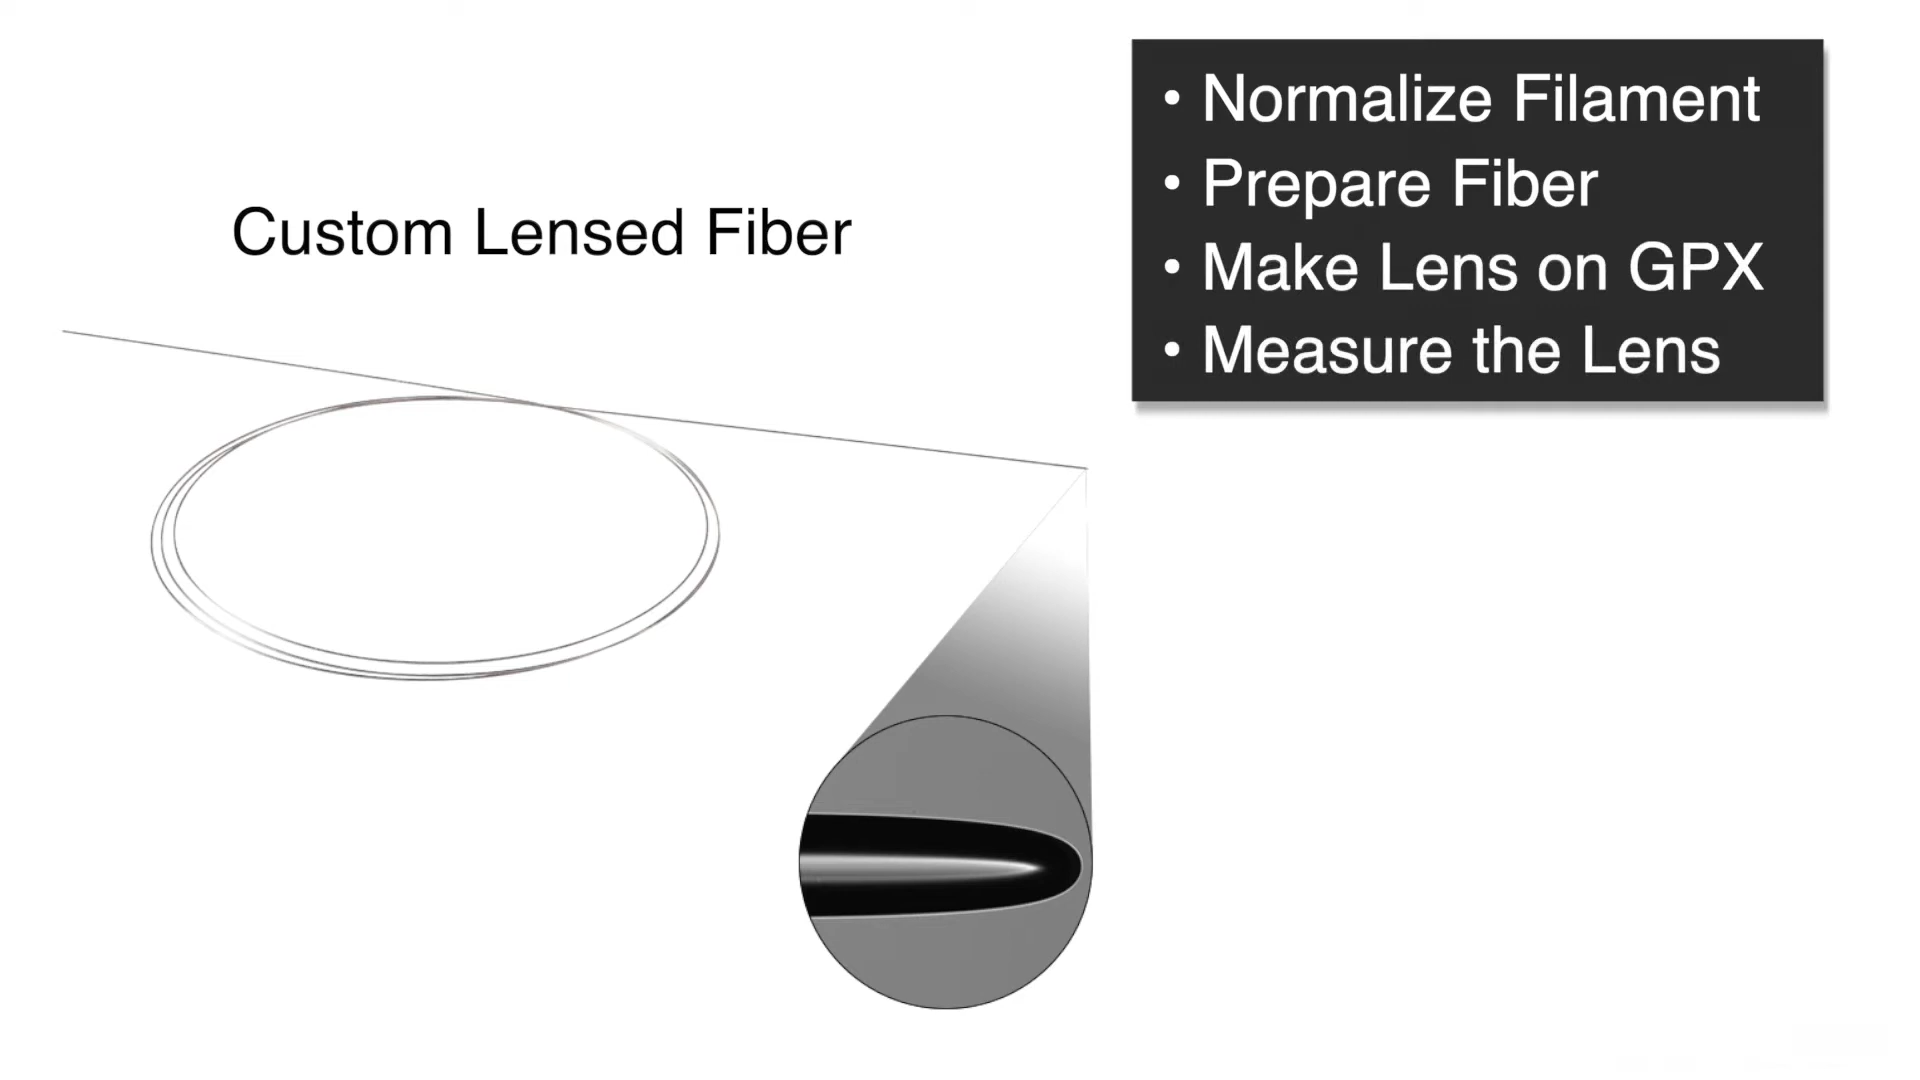 Custom Lensed Fiber
• Normalize Filament
• Prepare Fiber
• Make Lens on GPX
• Measure the Lens